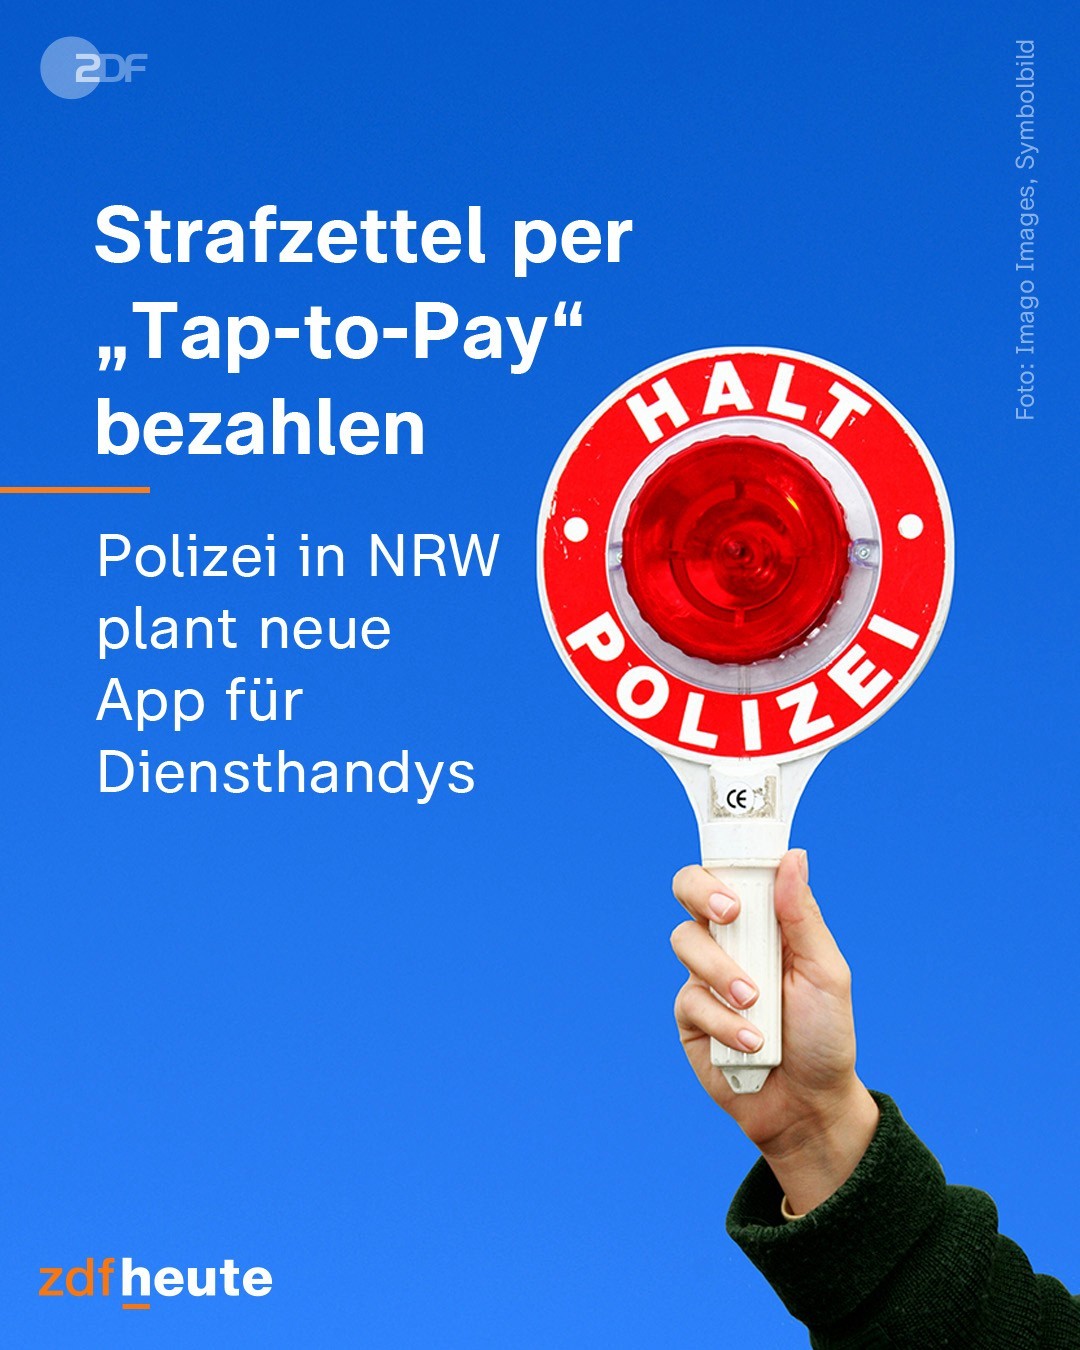 ZDF
Foto: Imago Images, Symbolbild
Strafzettel per
„Tap-to-Pay“
bezahlen
Polizei in NRW
plant neue
App für
Diensthandys
HALT
POLIZEI
CE
zdfheute